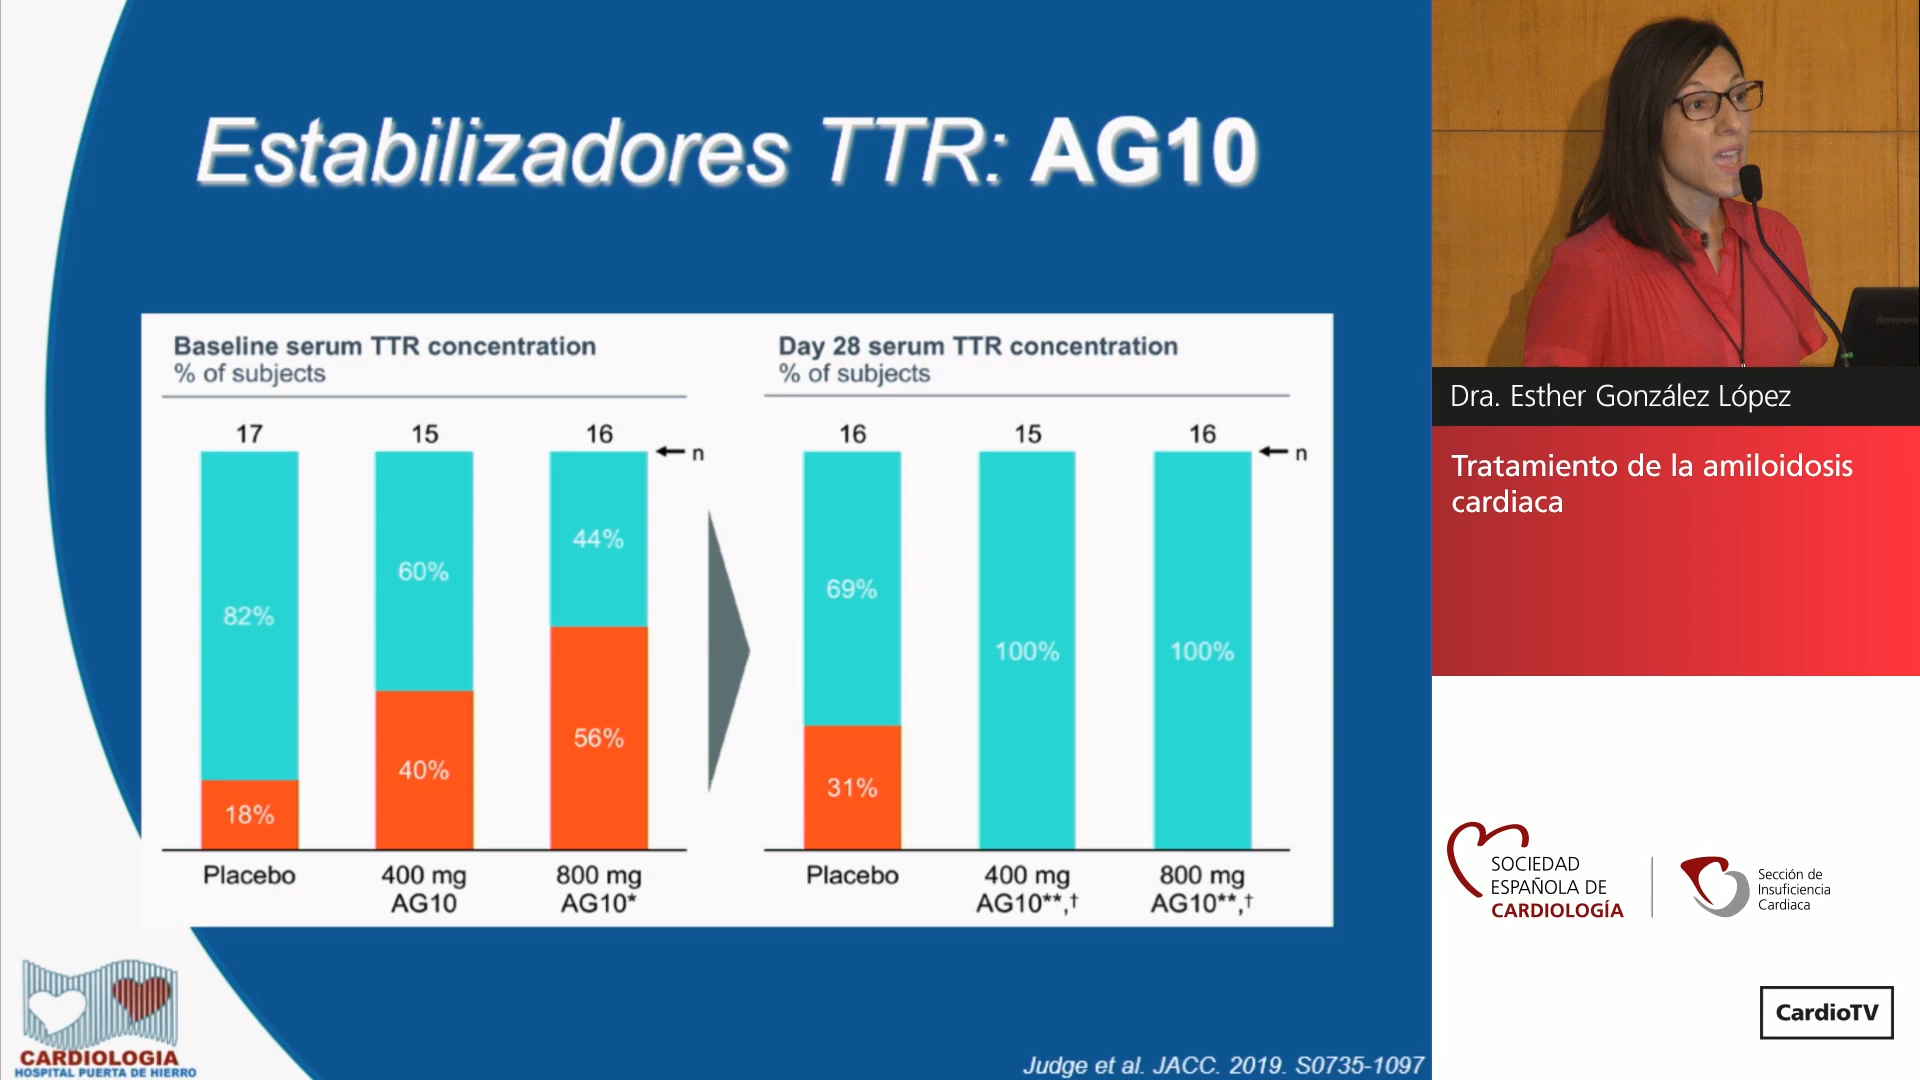 Estabilizadores TTR: AG10
Baseline serum TTR concentration
% of subjects
17 15 16
n
82% 60% 44%
18% 40% 56%
Placebo 400 mg AG10 800 mg AG10*
Day 28 serum TTR concentration
% of subjects
16 15 16
n
69% 100% 100%
31%
Placebo 400 mg AG10**,† 800 mg AG10**,†
CARDIOLOGIA
HOSPITAL PUERTA DE HIERRO
Judge et al. JACC. 2019. S0735-1097
lenovo
Dra. Esther González López
Tratamiento de la amiloidosis
cardiaca
SOCIEDAD
ESPAÑOLA DE
CARDIOLOGÍA
Sección de
Insuficiencia
Cardiaca
CardioTV